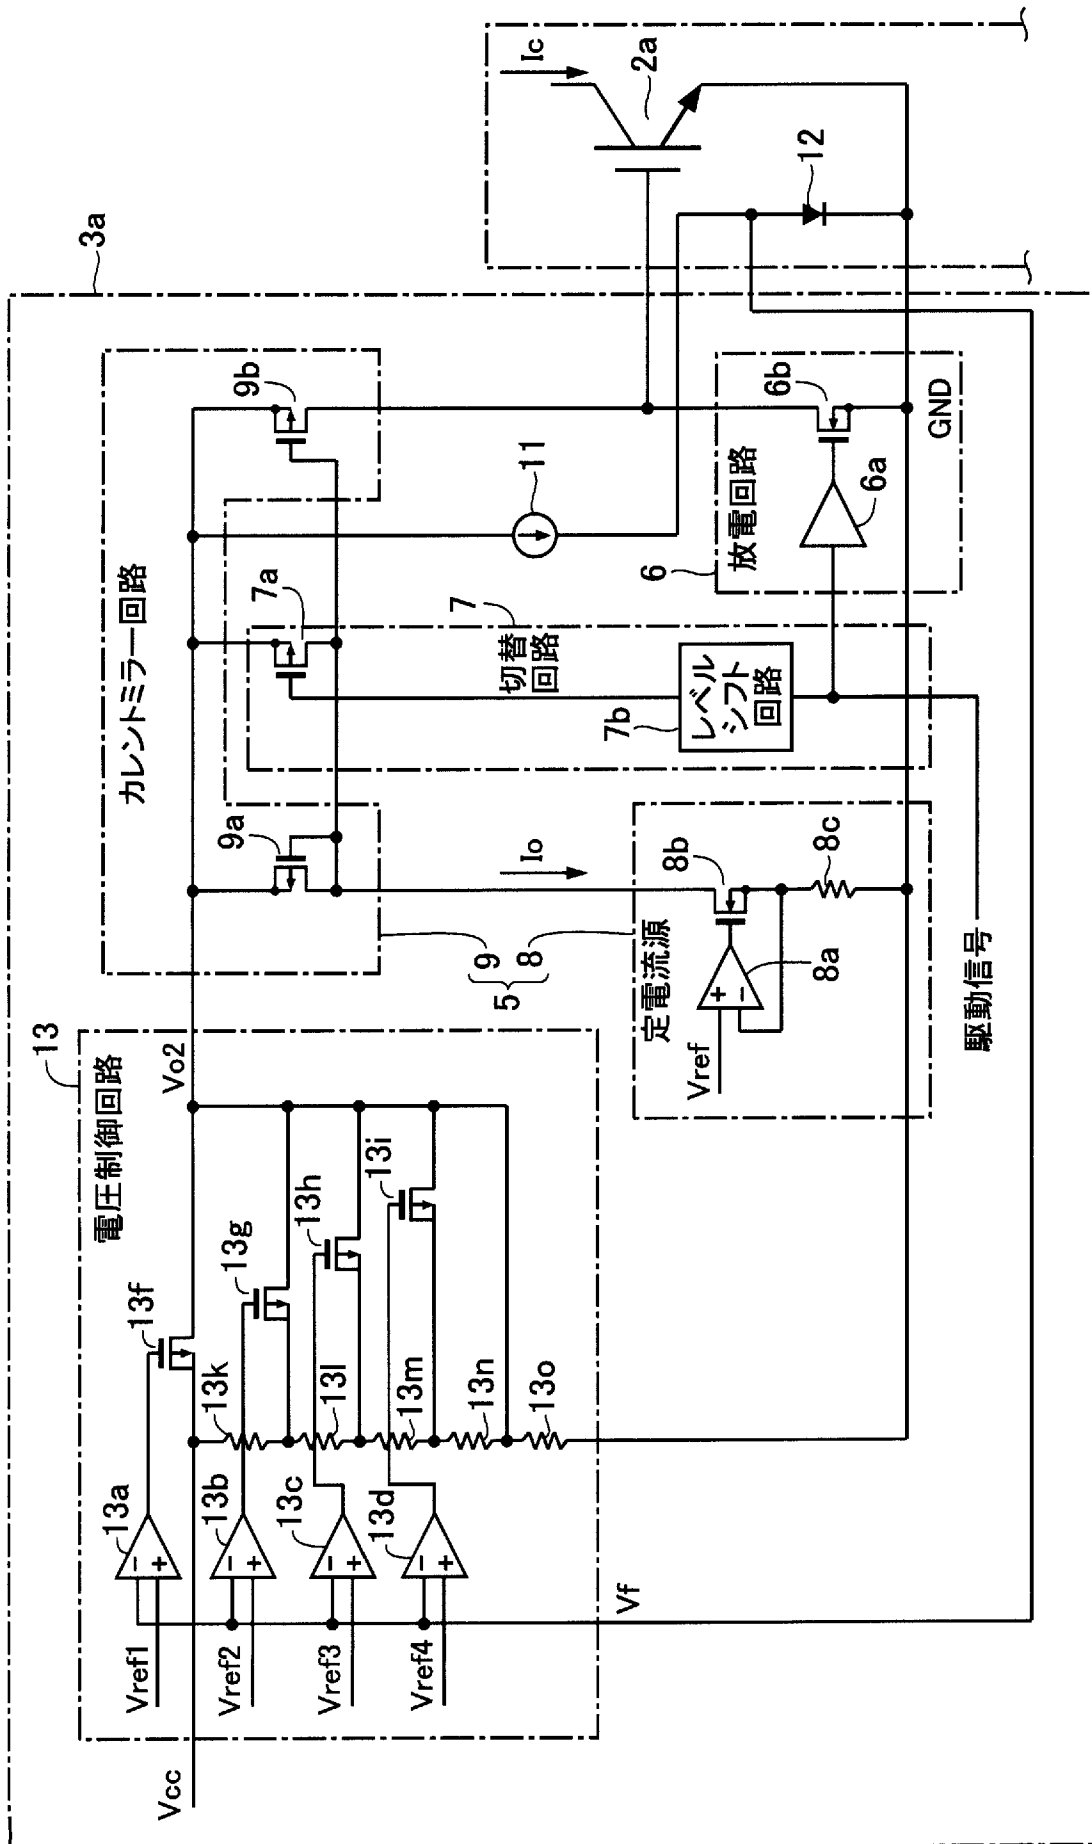 3a
13
電圧制御回路
Vcc
Vref1
Vref2
Vref3
Vref4
13a
13b
13c
13d
13f
13g
13h
13i
13k
13l
13m
13n
13o
Vo2
Vf
カレントミラー回路
9a
9b
7a
7
切替
回路
7b
レベル
シフト
回路
11
Io
9
8
5
定電流源
Vref
+
-
8a
8b
8c
駆動信号
6
放電回路
6a
6b
GND
Ic
2a
12
-
+
-
+
-
+
-
+